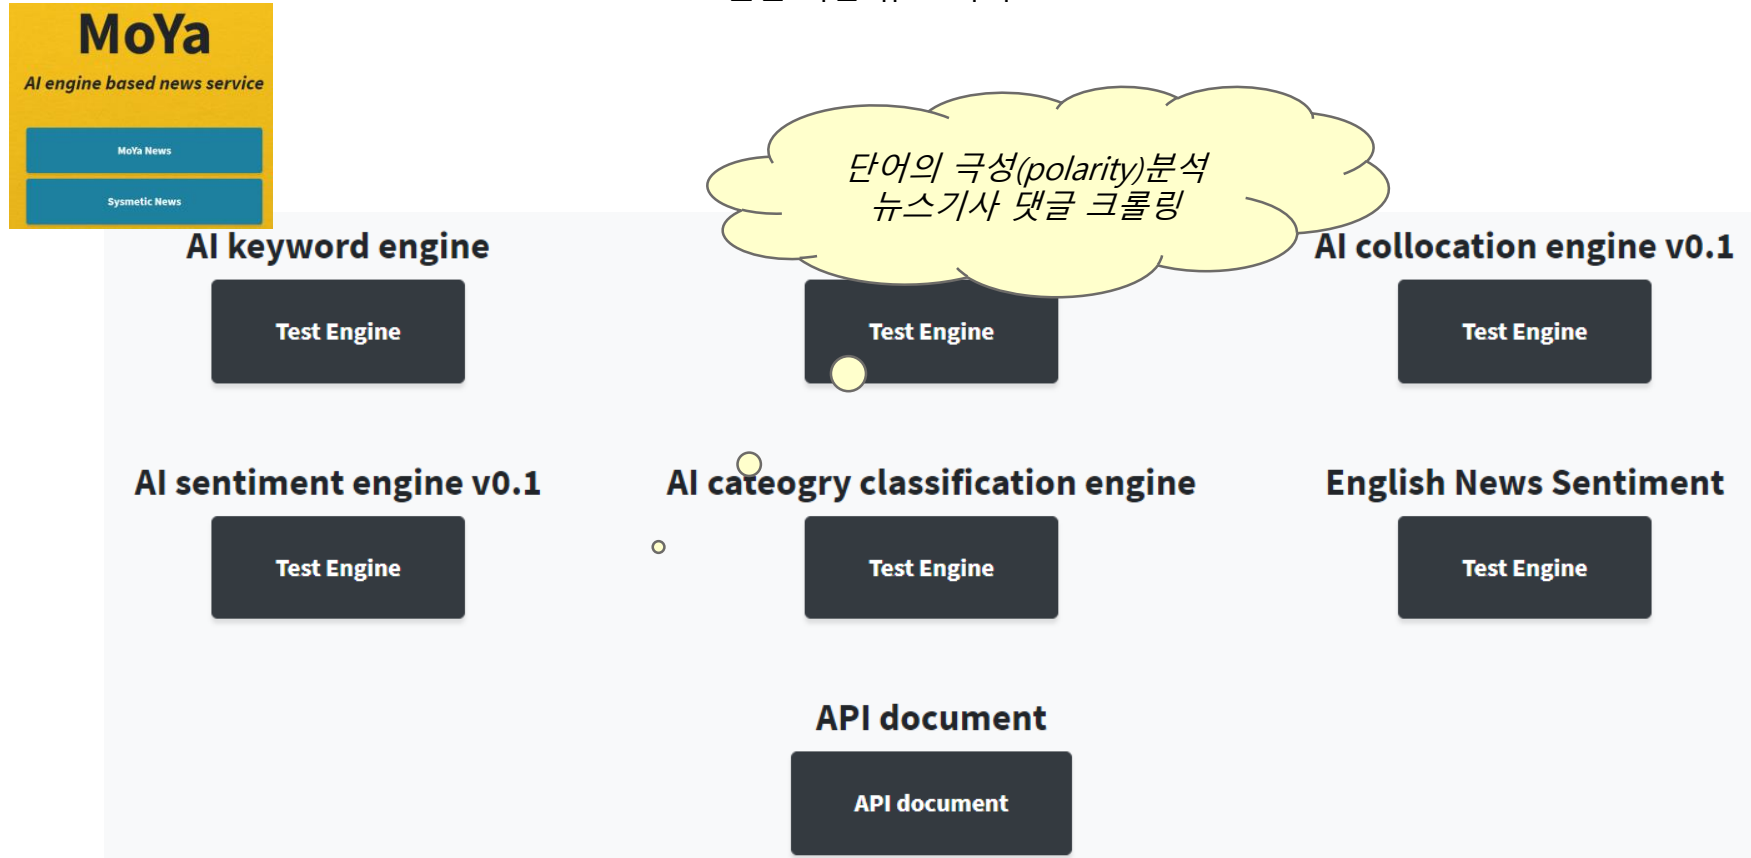 MoYa
AI engine based news service
MoYa News
Sysmetic News
단어의 극성(polarity)분석
뉴스기사 댓글 크롤링
AI keyword engine
AI collocation engine v0.1
Test Engine
Test Engine
Test Engine
AI sentiment engine v0.1
AI cateogry classification engine
English News Sentiment
Test Engine
Test Engine
Test Engine
API document
API document